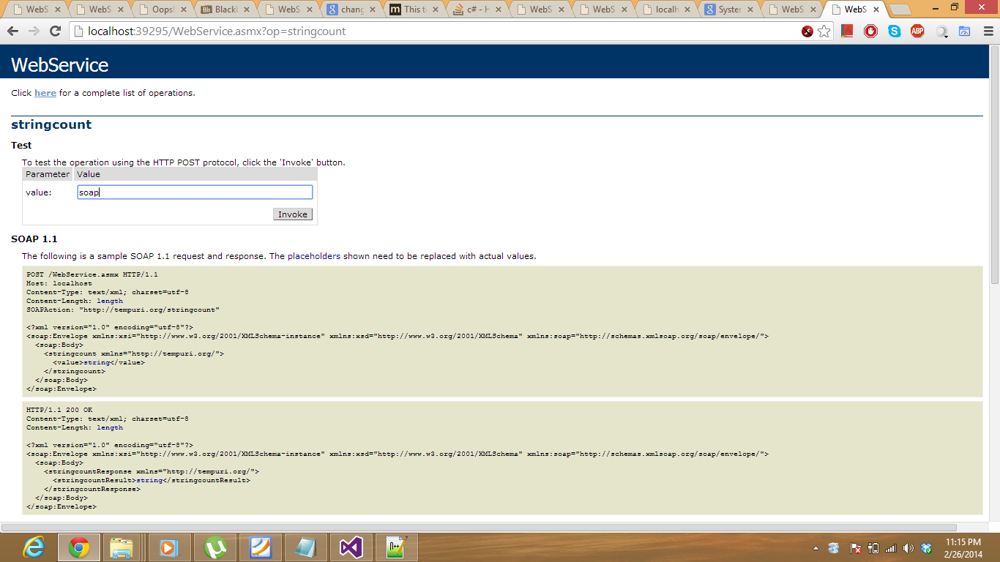 WebS
WebS
Oops!
Blackl
WebS
chang
This t
c# - H
WebS
WebS
localh
System
WebS
WebS
localhost:39295/WebService.asmx?op=stringcount
ABP
WebService
Click here for a complete list of operations.
stringcount
Test
To test the operation using the HTTP POST protocol, click the 'Invoke' button.
Parameter Value
value: soap
Invoke
SOAP 1.1
The following is a sample SOAP 1.1 request and response. The placeholders shown need to be replaced with actual values.
POST /WebService.asmx HTTP/1.1
Host: localhost
Content-Type: text/xml; charset=utf-8
Content-Length: length
SOAPAction: "http://tempuri.org/stringcount"
<?xml version="1.0" encoding="utf-8"?>
<soap:Envelope xmlns:xsi="http://www.w3.org/2001/XMLSchema-instance" xmlns:xsd="http://www.w3.org/2001/XMLSchema" xmlns:soap="http://schemas.xmlsoap.org/soap/envelope/">
<soap:Body>
<stringcount xmlns="http://tempuri.org/">
<value>string</value>
</stringcount>
</soap:Body>
</soap:Envelope>
HTTP/1.1 200 OK
Content-Type: text/xml; charset=utf-8
Content-Length: length
<?xml version="1.0" encoding="utf-8"?>
<soap:Envelope xmlns:xsi="http://www.w3.org/2001/XMLSchema-instance" xmlns:xsd="http://www.w3.org/2001/XMLSchema" xmlns:soap="http://schemas.xmlsoap.org/soap/envelope/">
<soap:Body>
<stringcountResponse xmlns="http://tempuri.org/">
<stringcountResult>string</stringcountResult>
</stringcountResponse>
</soap:Body>
</soap:Envelope>
11:15 PM
2/26/2014